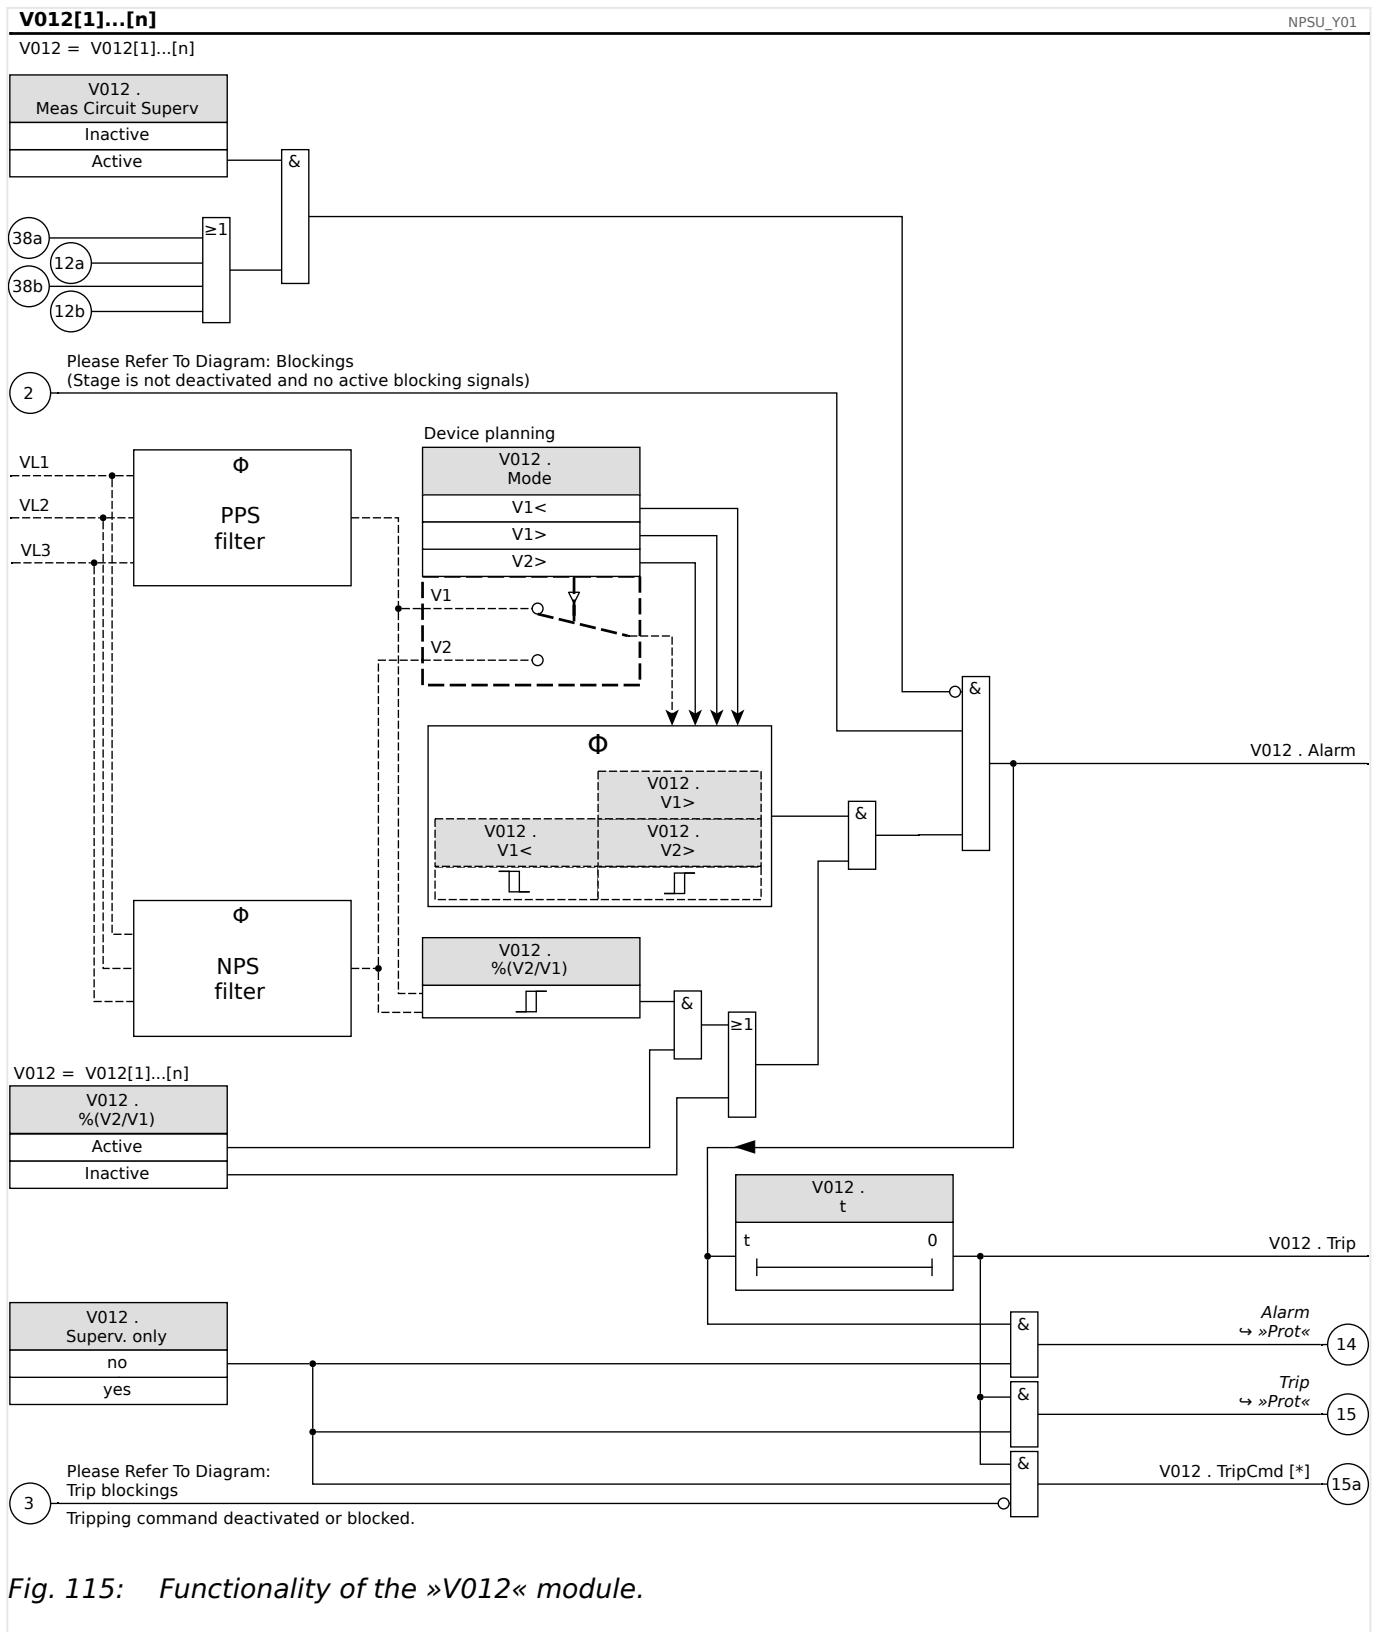 V012[1]...[n]
NPSU_Y01
V012 = V012[1]...[n]
V012 .
Meas Circuit Superv
Inactive
Active
&
38a
12a
38b
12b
≥1
Please Refer To Diagram: Blockings
(Stage is not deactivated and no active blocking signals)
2
Device planning
V012 .
Mode
V1<
V1>
V2>
V1
V2
VL1
VL2
VL3
Φ
PPS
filter
&
V012 . Alarm
Φ
V012 .
V1>
V012 .
V1<
V012 .
V2>
&
Φ
NPS
filter
V012 .
%(V2/V1)
&
≥1
V012 = V012[1]...[n]
V012 .
%(V2/V1)
Active
Inactive
V012 .
t
t
0
V012 . Trip
V012 .
Superv. only
no
yes
&
Alarm
↪ »Prot«
14
&
Trip
↪ »Prot«
15
&
V012 . TripCmd [*]
15a
Please Refer To Diagram:
Trip blockings
3
Tripping command deactivated or blocked.
Fig. 115: Functionality of the »V012« module.